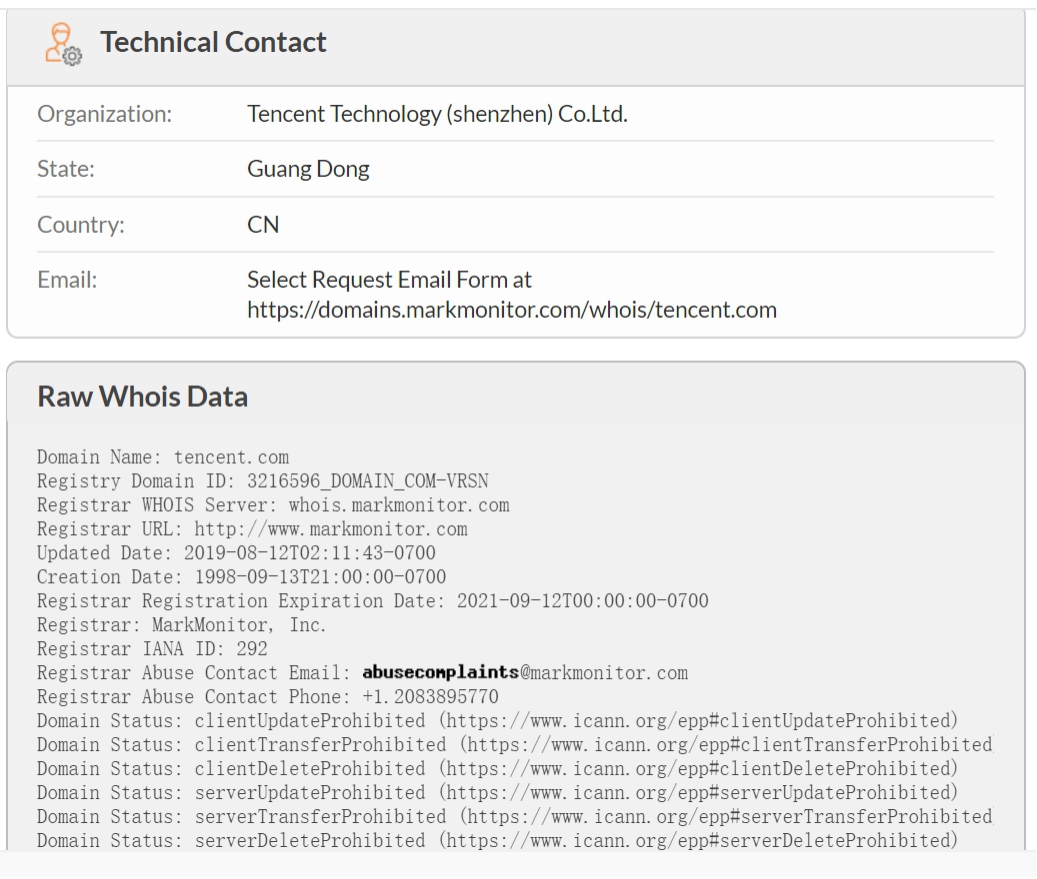 Technical Contact
Organization: Tencent Technology (shenzhen) Co.Ltd.
State: Guang Dong
Country: CN
Email: Select Request Email Form at
https://domains.markmonitor.com/whois/tencent.com
Raw Whois Data
Domain Name: tencent.com
Registry Domain ID: 3216596_DOMAIN_COM-VRSN
Registrar WHOIS Server: whois.markmonitor.com
Registrar URL: http://www.markmonitor.com
Updated Date: 2019-08-12T02:11:43-0700
Creation Date: 1998-09-13T21:00:00-0700
Registrar Registration Expiration Date: 2021-09-12T00:00:00-0700
Registrar: MarkMonitor, Inc.
Registrar IANA ID: 292
Registrar Abuse Contact Email: abusecomplaints@markmonitor.com
Registrar Abuse Contact Phone: +1.2083895770
Domain Status: clientUpdateProhibited (https://www.icann.org/epp#clientUpdateProhibited)
Domain Status: clientTransferProhibited (https://www.icann.org/epp#clientTransferProhibited
Domain Status: clientDeleteProhibited (https://www.icann.org/epp#clientDeleteProhibited)
Domain Status: serverUpdateProhibited (https://www.icann.org/epp#serverUpdateProhibited)
Domain Status: serverTransferProhibited (https://www.icann.org/epp#serverTransferProhibited
Domain Status: serverDeleteProhibited (https://www.icann.org/epp#serverDeleteProhibited)